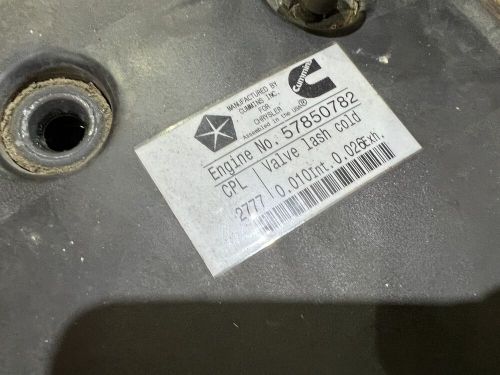 MANUFACTURED BY
CUMMINS INC.
FOR
CHRYSLER
Assembled in the USA®
Cummins
Engine No. 57850782
CPL Valve lash cold
2777 0.010Int. 0.026Exh.